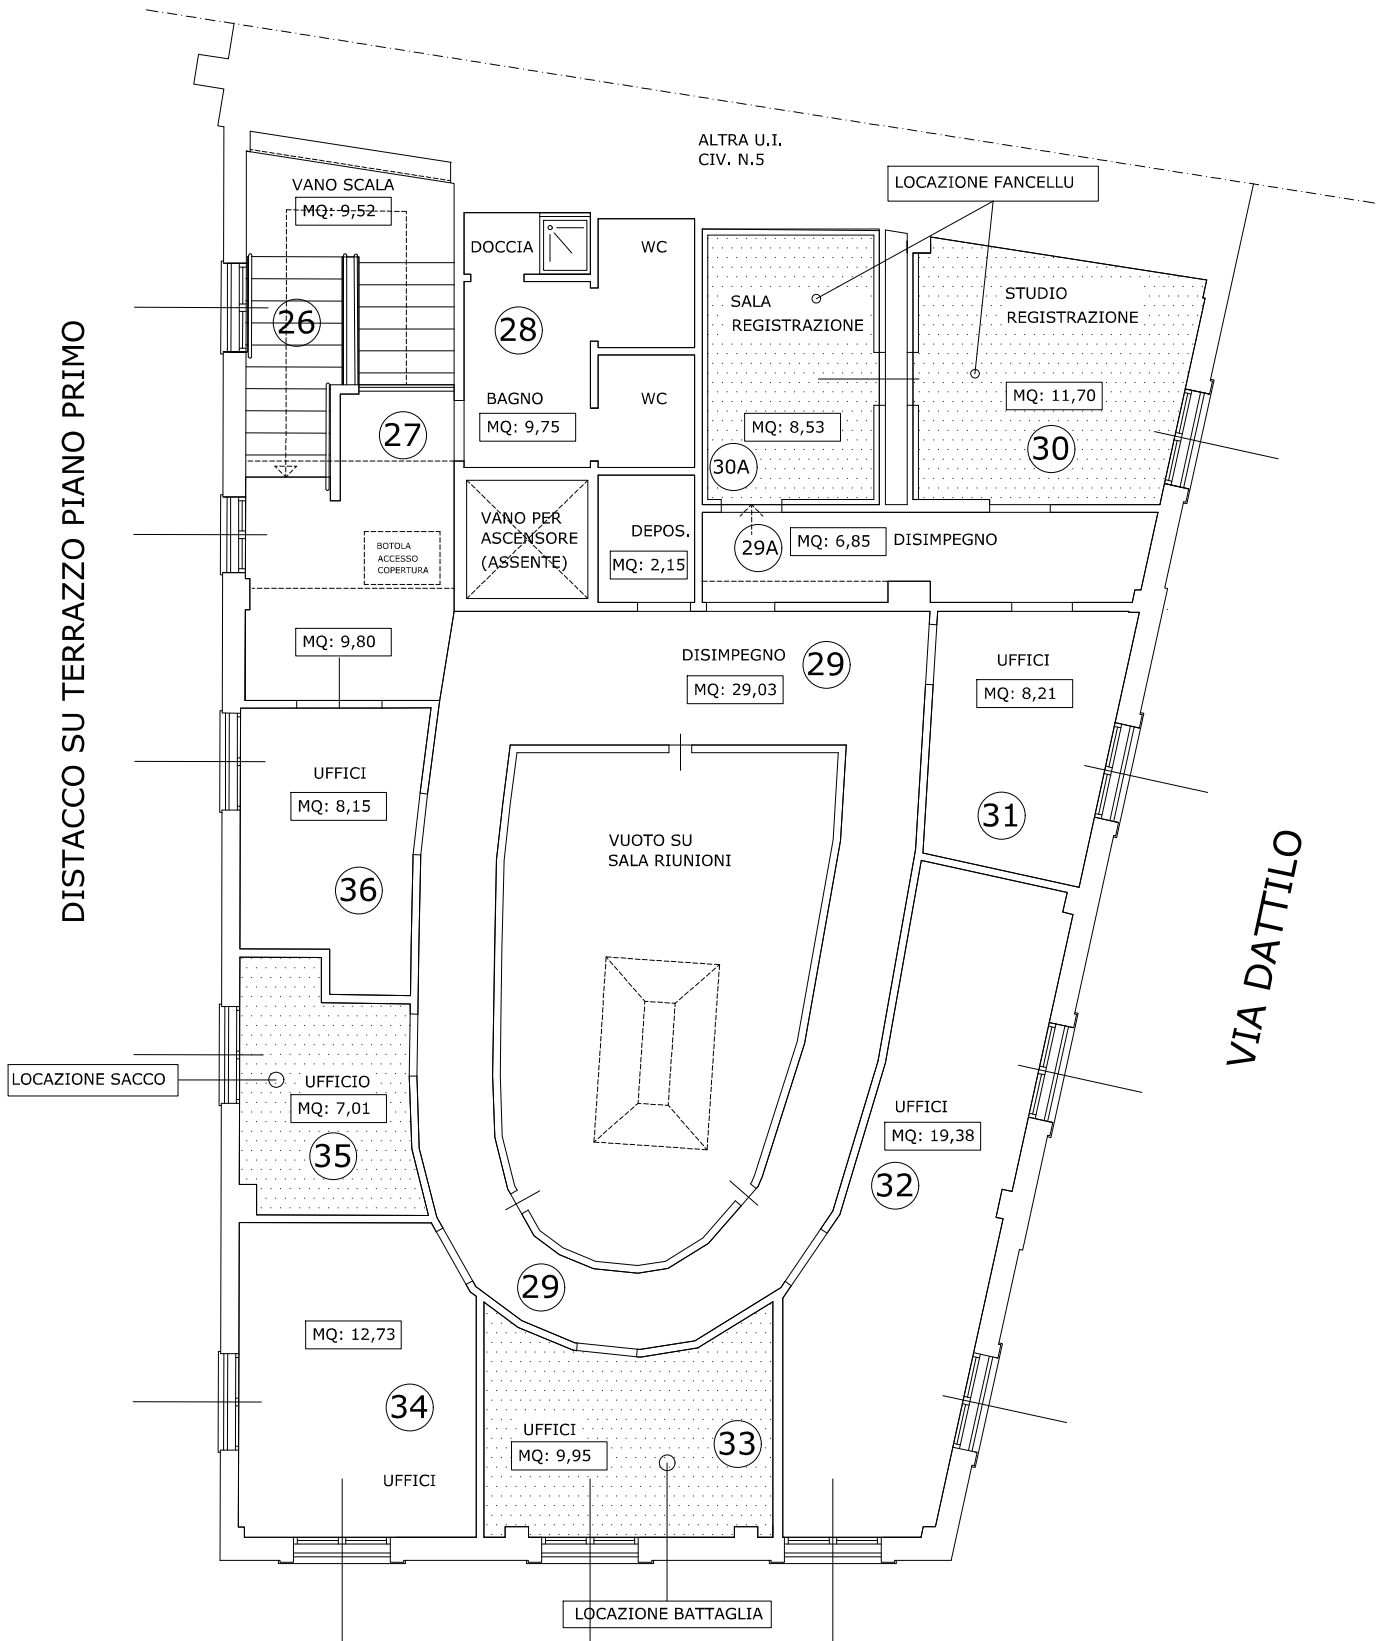 ALTRA U.I.
CIV. N.5
LOCAZIONE FANCELLU
VANO SCALA
MQ: 9,52
DOCCIA
WC
SALA
REGISTRAZIONE
STUDIO
REGISTRAZIONE
26
28
MQ: 11,70
BAGNO
MQ: 9,75
WC
MQ: 8,53
27
30
30A
VANO PER
ASCENSORE
(ASSENTE)
DEPOS.
MQ: 2,15
29A
MQ: 6,85
DISIMPEGNO
BOTOLA
ACCESSO
COPERTURA
MQ: 9,80
DISIMPEGNO
MQ: 29,03
29
UFFICI
MQ: 8,21
31
DISTACCO SU TERRAZZO PIANO PRIMO
UFFICI
MQ: 8,15
36
VUOTO SU
SALA RIUNIONI
VIA DATTILO
LOCAZIONE SACCO
UFFICIO
MQ: 7,01
35
UFFICI
MQ: 19,38
32
29
MQ: 12,73
34
UFFICI
UFFICI
MQ: 9,95
33
LOCAZIONE BATTAGLIA